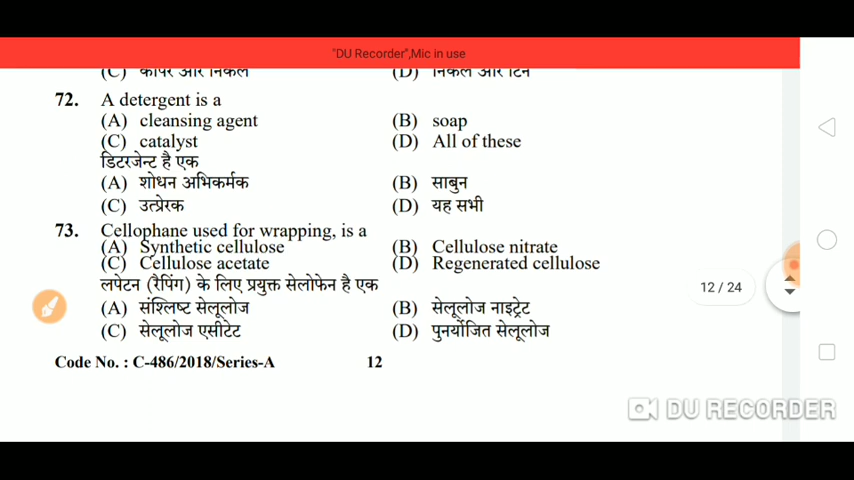 "DU Recorder",Mic in use
(C) कॉपर और निकल (D) निकल और टिन
72. A detergent is a
(A) cleansing agent (B) soap
(C) catalyst (D) All of these
डिटरजेन्ट है एक
(A) शोधन अभिकर्मक (B) साबुन
(C) उत्प्रेरक (D) यह सभी
73. Cellophane used for wrapping, is a
(A) Synthetic cellulose (B) Cellulose nitrate
(C) Cellulose acetate (D) Regenerated cellulose
लपेटन (रैपिंग) के लिए प्रयुक्त सेलोफेन है एक
(A) संश्लिष्ट सेलूलोज (B) सेलूलोज नाइट्रेट
(C) सेलूलोज एसीटेट (D) पुनर्योजित सेलूलोज
12 / 24
Code No. : C-486/2018/Series-A 12
DU RECORDER